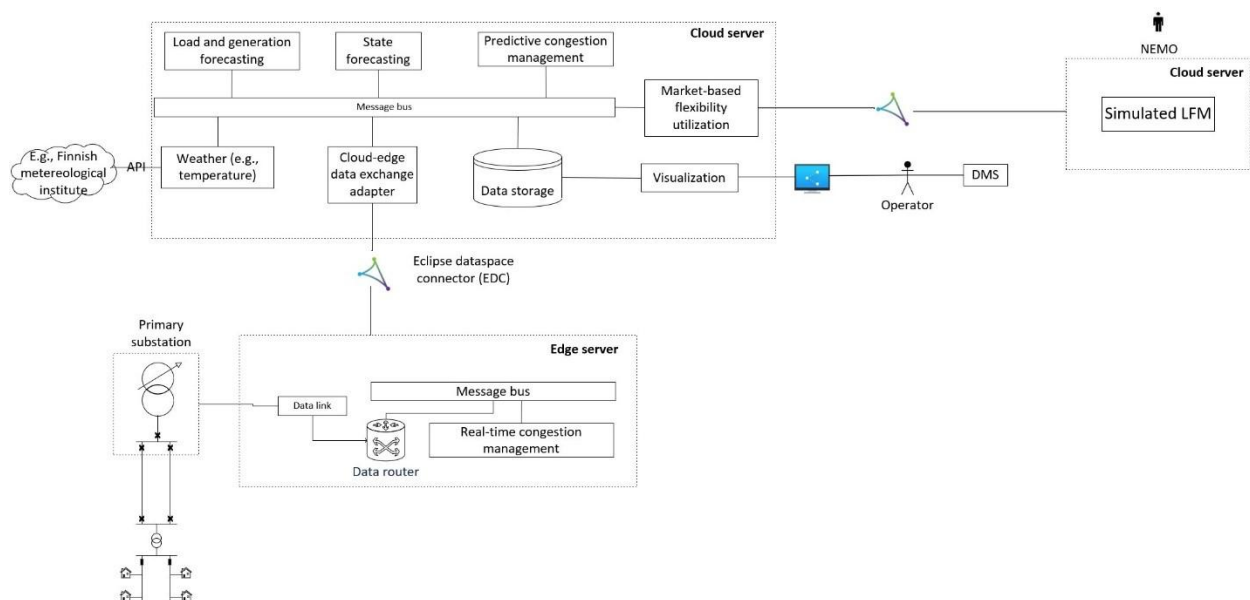 Cloud server
Load and generation
forecasting
State
forecasting
Predictive congestion
management
Message bus
Market-based
flexibility
utilization
NEMO
Cloud server
Simulated LFM
E.g., Finnish
metereological
institute
API
Weather (e.g.,
temperature)
Cloud-edge
data exchange
adapter
Data storage
Visualization
Operator
DMS
Eclipse dataspace
connector (EDC)
Primary
substation
Edge server
Data link
Message bus
Real-time congestion
management
Data router